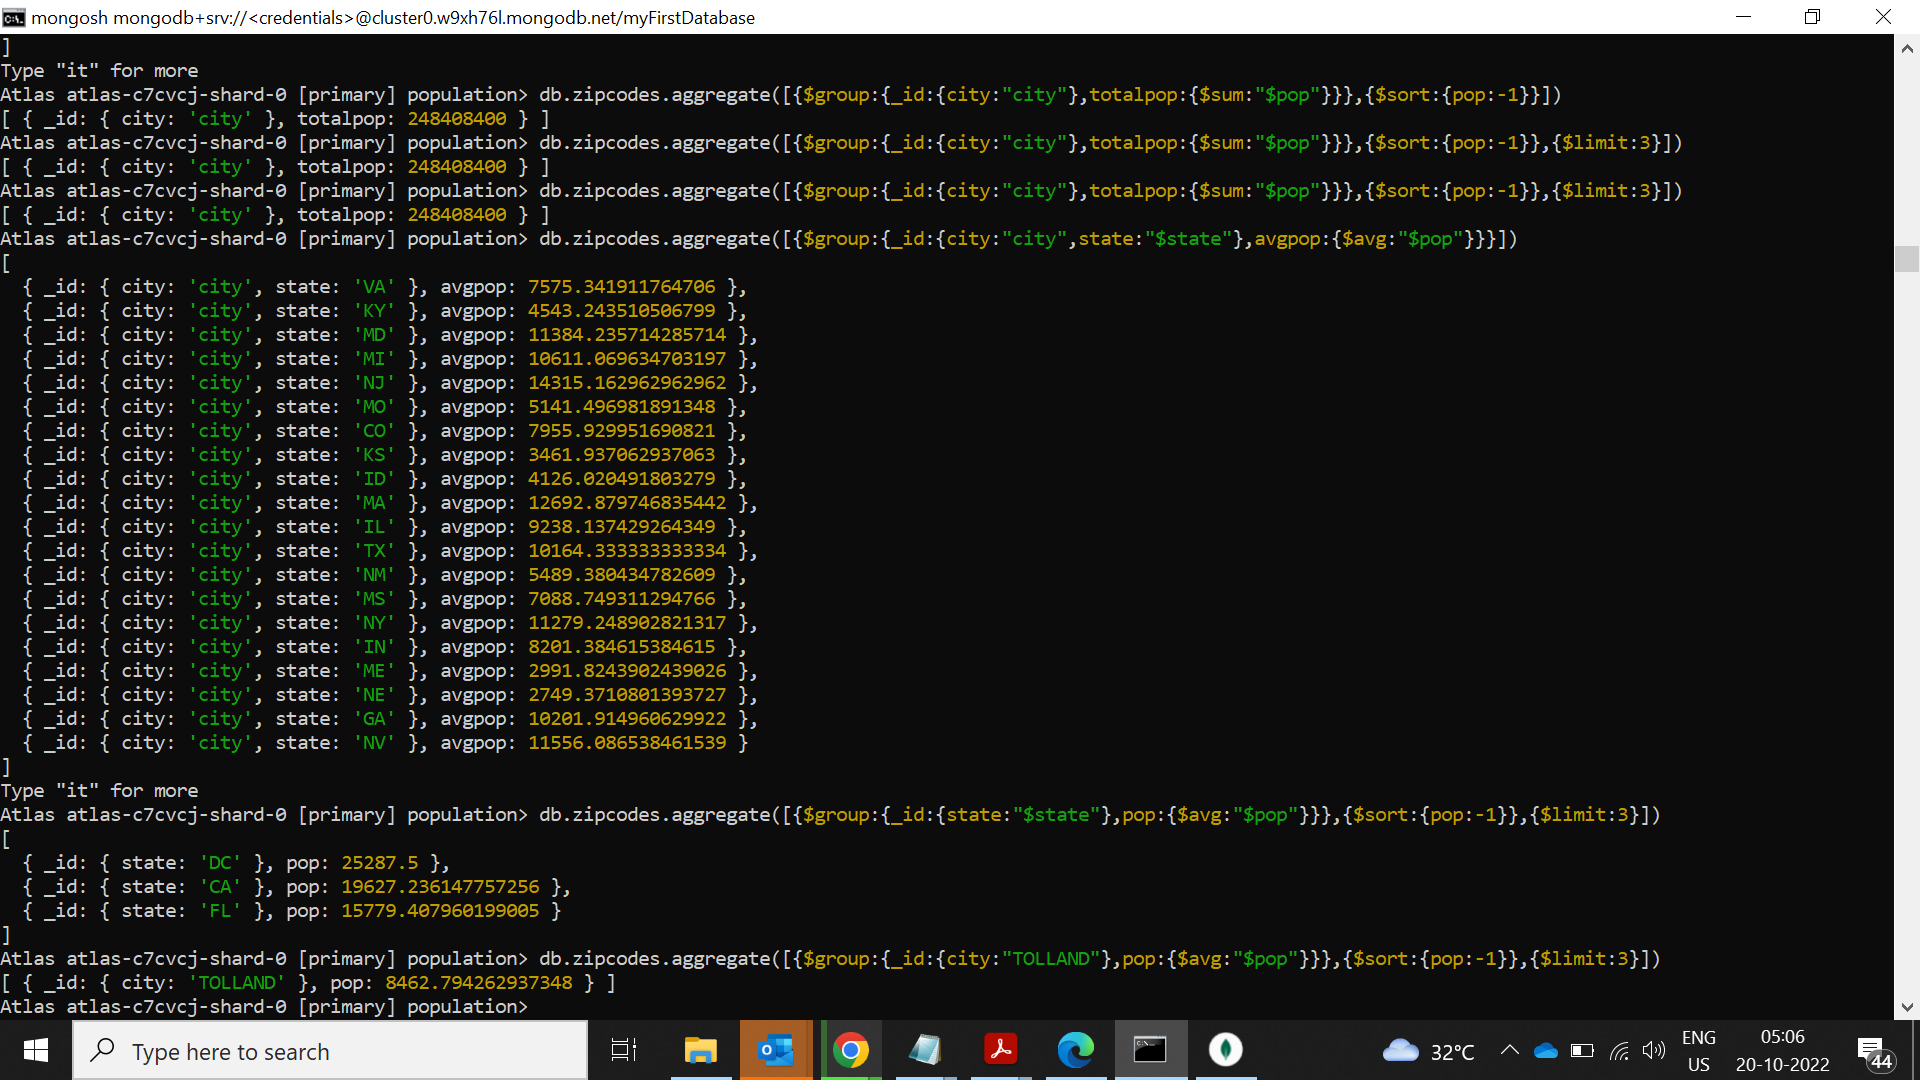 mongosh mongodb+srv://<credentials>@cluster0.w9xh76l.mongodb.net/myFirstDatabase
]
Type "it" for more
Atlas atlas-c7cvcj-shard-0 [primary] population> db.zipcodes.aggregate([{$group:{_id:{city:"city"},totalpop:{$sum:"$pop"}}},{$sort:{pop:-1}}])
[ { _id: { city: 'city' }, totalpop: 248408400 } ]
Atlas atlas-c7cvcj-shard-0 [primary] population> db.zipcodes.aggregate([{$group:{_id:{city:"city"},totalpop:{$sum:"$pop"}}},{$sort:{pop:-1}},{$limit:3}])
[ { _id: { city: 'city' }, totalpop: 248408400 } ]
Atlas atlas-c7cvcj-shard-0 [primary] population> db.zipcodes.aggregate([{$group:{_id:{city:"city"},totalpop:{$sum:"$pop"}}},{$sort:{pop:-1}},{$limit:3}])
[ { _id: { city: 'city' }, totalpop: 248408400 } ]
Atlas atlas-c7cvcj-shard-0 [primary] population> db.zipcodes.aggregate([{$group:{_id:{city:"city",state:"$state"},avgpop:{$avg:"$pop"}}}])
[
  { _id: { city: 'city', state: 'VA' }, avgpop: 7575.341911764706 },
  { _id: { city: 'city', state: 'KY' }, avgpop: 4543.243510506799 },
  { _id: { city: 'city', state: 'MD' }, avgpop: 11384.235714285714 },
  { _id: { city: 'city', state: 'MI' }, avgpop: 10611.069634703197 },
  { _id: { city: 'city', state: 'NJ' }, avgpop: 14315.162962962962 },
  { _id: { city: 'city', state: 'MO' }, avgpop: 5141.496981891348 },
  { _id: { city: 'city', state: 'CO' }, avgpop: 7955.929951690821 },
  { _id: { city: 'city', state: 'KS' }, avgpop: 3461.937062937063 },
  { _id: { city: 'city', state: 'ID' }, avgpop: 4126.020491803279 },
  { _id: { city: 'city', state: 'MA' }, avgpop: 12692.879746835442 },
  { _id: { city: 'city', state: 'IL' }, avgpop: 9238.137429264349 },
  { _id: { city: 'city', state: 'TX' }, avgpop: 10164.333333333334 },
  { _id: { city: 'city', state: 'NM' }, avgpop: 5489.380434782609 },
  { _id: { city: 'city', state: 'MS' }, avgpop: 7088.749311294766 },
  { _id: { city: 'city', state: 'NY' }, avgpop: 11279.248902821317 },
  { _id: { city: 'city', state: 'IN' }, avgpop: 8201.384615384615 },
  { _id: { city: 'city', state: 'ME' }, avgpop: 2991.8243902439026 },
  { _id: { city: 'city', state: 'NE' }, avgpop: 2749.3710801393727 },
  { _id: { city: 'city', state: 'GA' }, avgpop: 10201.914960629922 },
  { _id: { city: 'city', state: 'NV' }, avgpop: 11556.086538461539 }
]
Type "it" for more
Atlas atlas-c7cvcj-shard-0 [primary] population> db.zipcodes.aggregate([{$group:{_id:{state:"$state"},pop:{$avg:"$pop"}}},{$sort:{pop:-1}},{$limit:3}])
[
  { _id: { state: 'DC' }, pop: 25287.5 },
  { _id: { state: 'CA' }, pop: 19627.236147757256 },
  { _id: { state: 'FL' }, pop: 15779.407960199005 }
]
Atlas atlas-c7cvcj-shard-0 [primary] population> db.zipcodes.aggregate([{$group:{_id:{city:"TOLLAND"},pop:{$avg:"$pop"}}},{$sort:{pop:-1}},{$limit:3}])
[ { _id: { city: 'TOLLAND' }, pop: 8462.794262937348 } ]
Atlas atlas-c7cvcj-shard-0 [primary] population>
Type here to search
32°C
ENG
US
05:06
20-10-2022
44